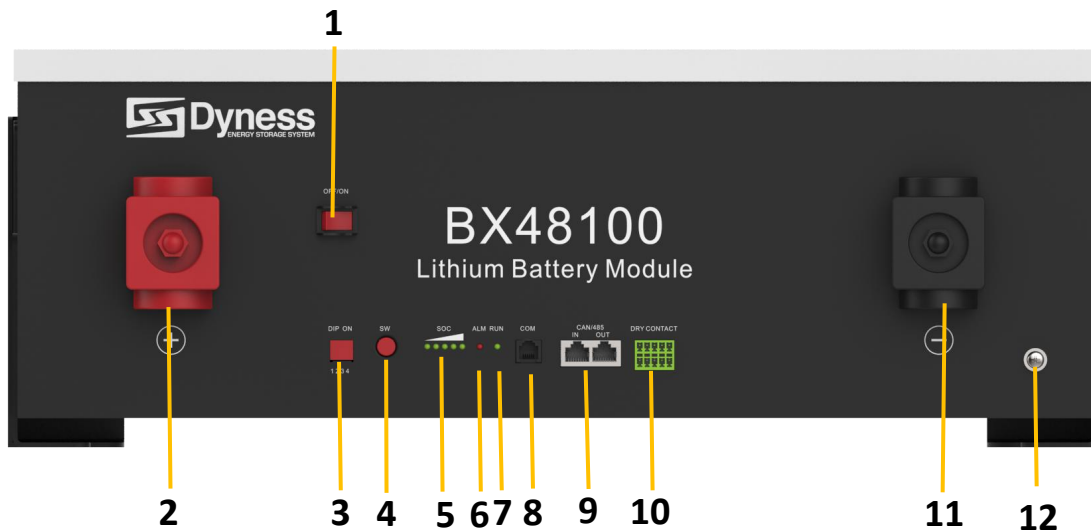 1
Dyness
ENERGY STORAGE SYSTEM
OFF/ON
BX48100
Lithium Battery Module
DIP ON
SW
SOC
ALM RUN
COM
CAN/485
IN OUT
DRY CONTACT
1 2 3 4
2
3
4
5
6
7
8
9
10
11
12